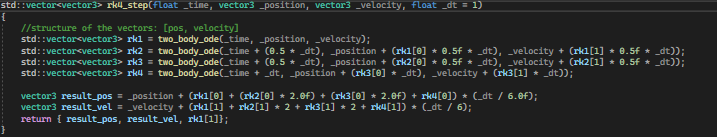 std::vector<vector3> rk4_step(float _time, vector3 _position, vector3 _velocity, float _dt = 1)
{
//structure of the vectors: [pos, velocity]
std::vector<vector3> rk1 = two_body_ode(_time, _position, _velocity);
std::vector<vector3> rk2 = two_body_ode(_time + (0.5 * _dt), _position + (rk1[0] * 0.5f * _dt), _velocity + (rk1[1] * 0.5f * _dt));
std::vector<vector3> rk3 = two_body_ode(_time + (0.5 * _dt), _position + (rk2[0] * 0.5f * _dt), _velocity + (rk2[1] * 0.5f * _dt));
std::vector<vector3> rk4 = two_body_ode(_time + _dt, _position + (rk3[0] * _dt), _velocity + (rk3[1] * _dt));
vector3 result_pos = _position + (rk1[0] + (rk2[0] * 2.0f) + (rk3[0] * 2.0f) + rk4[0]) * (_dt / 6.0f);
vector3 result_vel = _velocity + (rk1[1] + rk2[1] * 2 + rk3[1] * 2 + rk4[1]) * (_dt / 6);
return { result_pos, result_vel, rk1[1]};
}